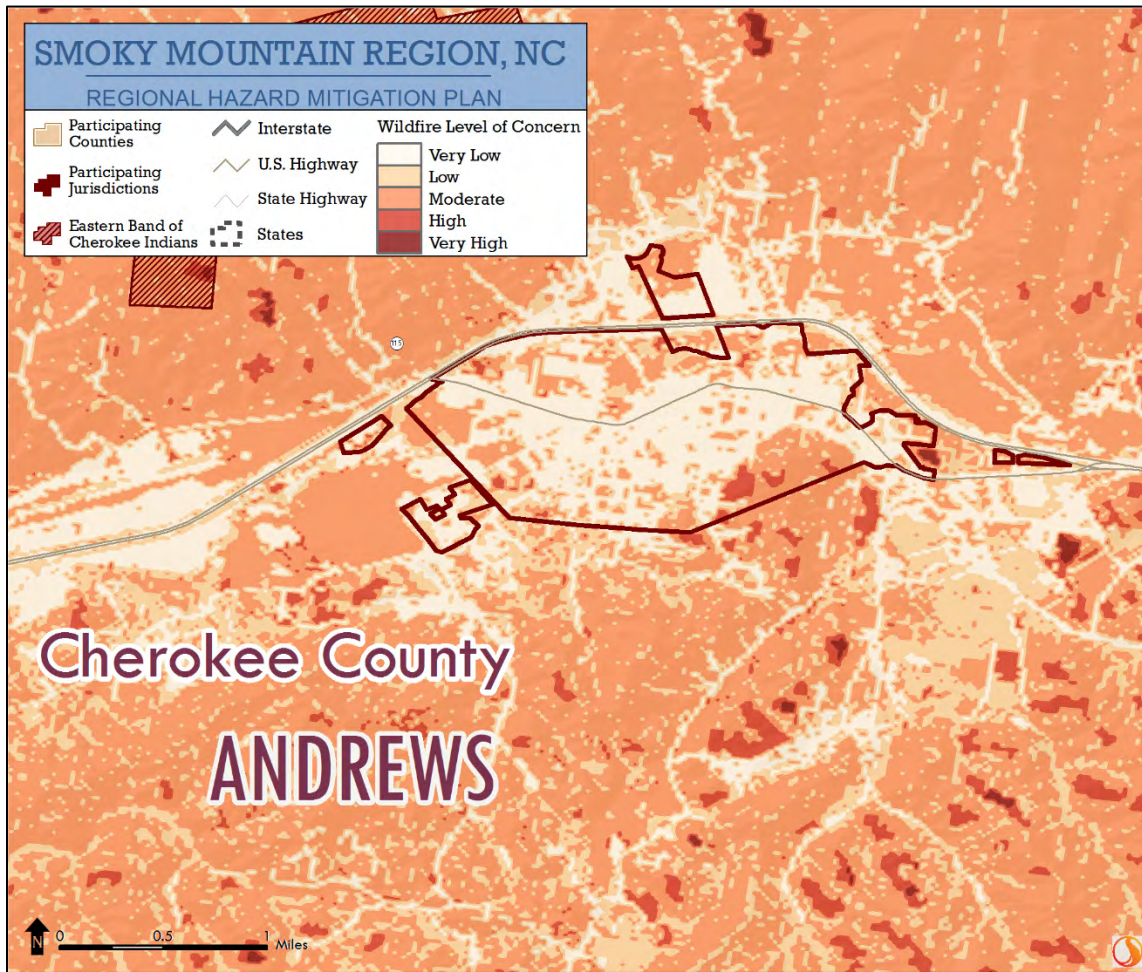 SMOKY MOUNTAIN REGION, NC
REGIONAL HAZARD MITIGATION PLAN
Participating
Counties
Participating
Jurisdictions
Eastern Band of
Cherokee Indians
Interstate
U.S. Highway
State Highway
States
Wildfire Level of Concern
Very Low
Low
Moderate
High
Very High
115
Cherokee County
ANDREWS
N
0 0.5 1
Miles